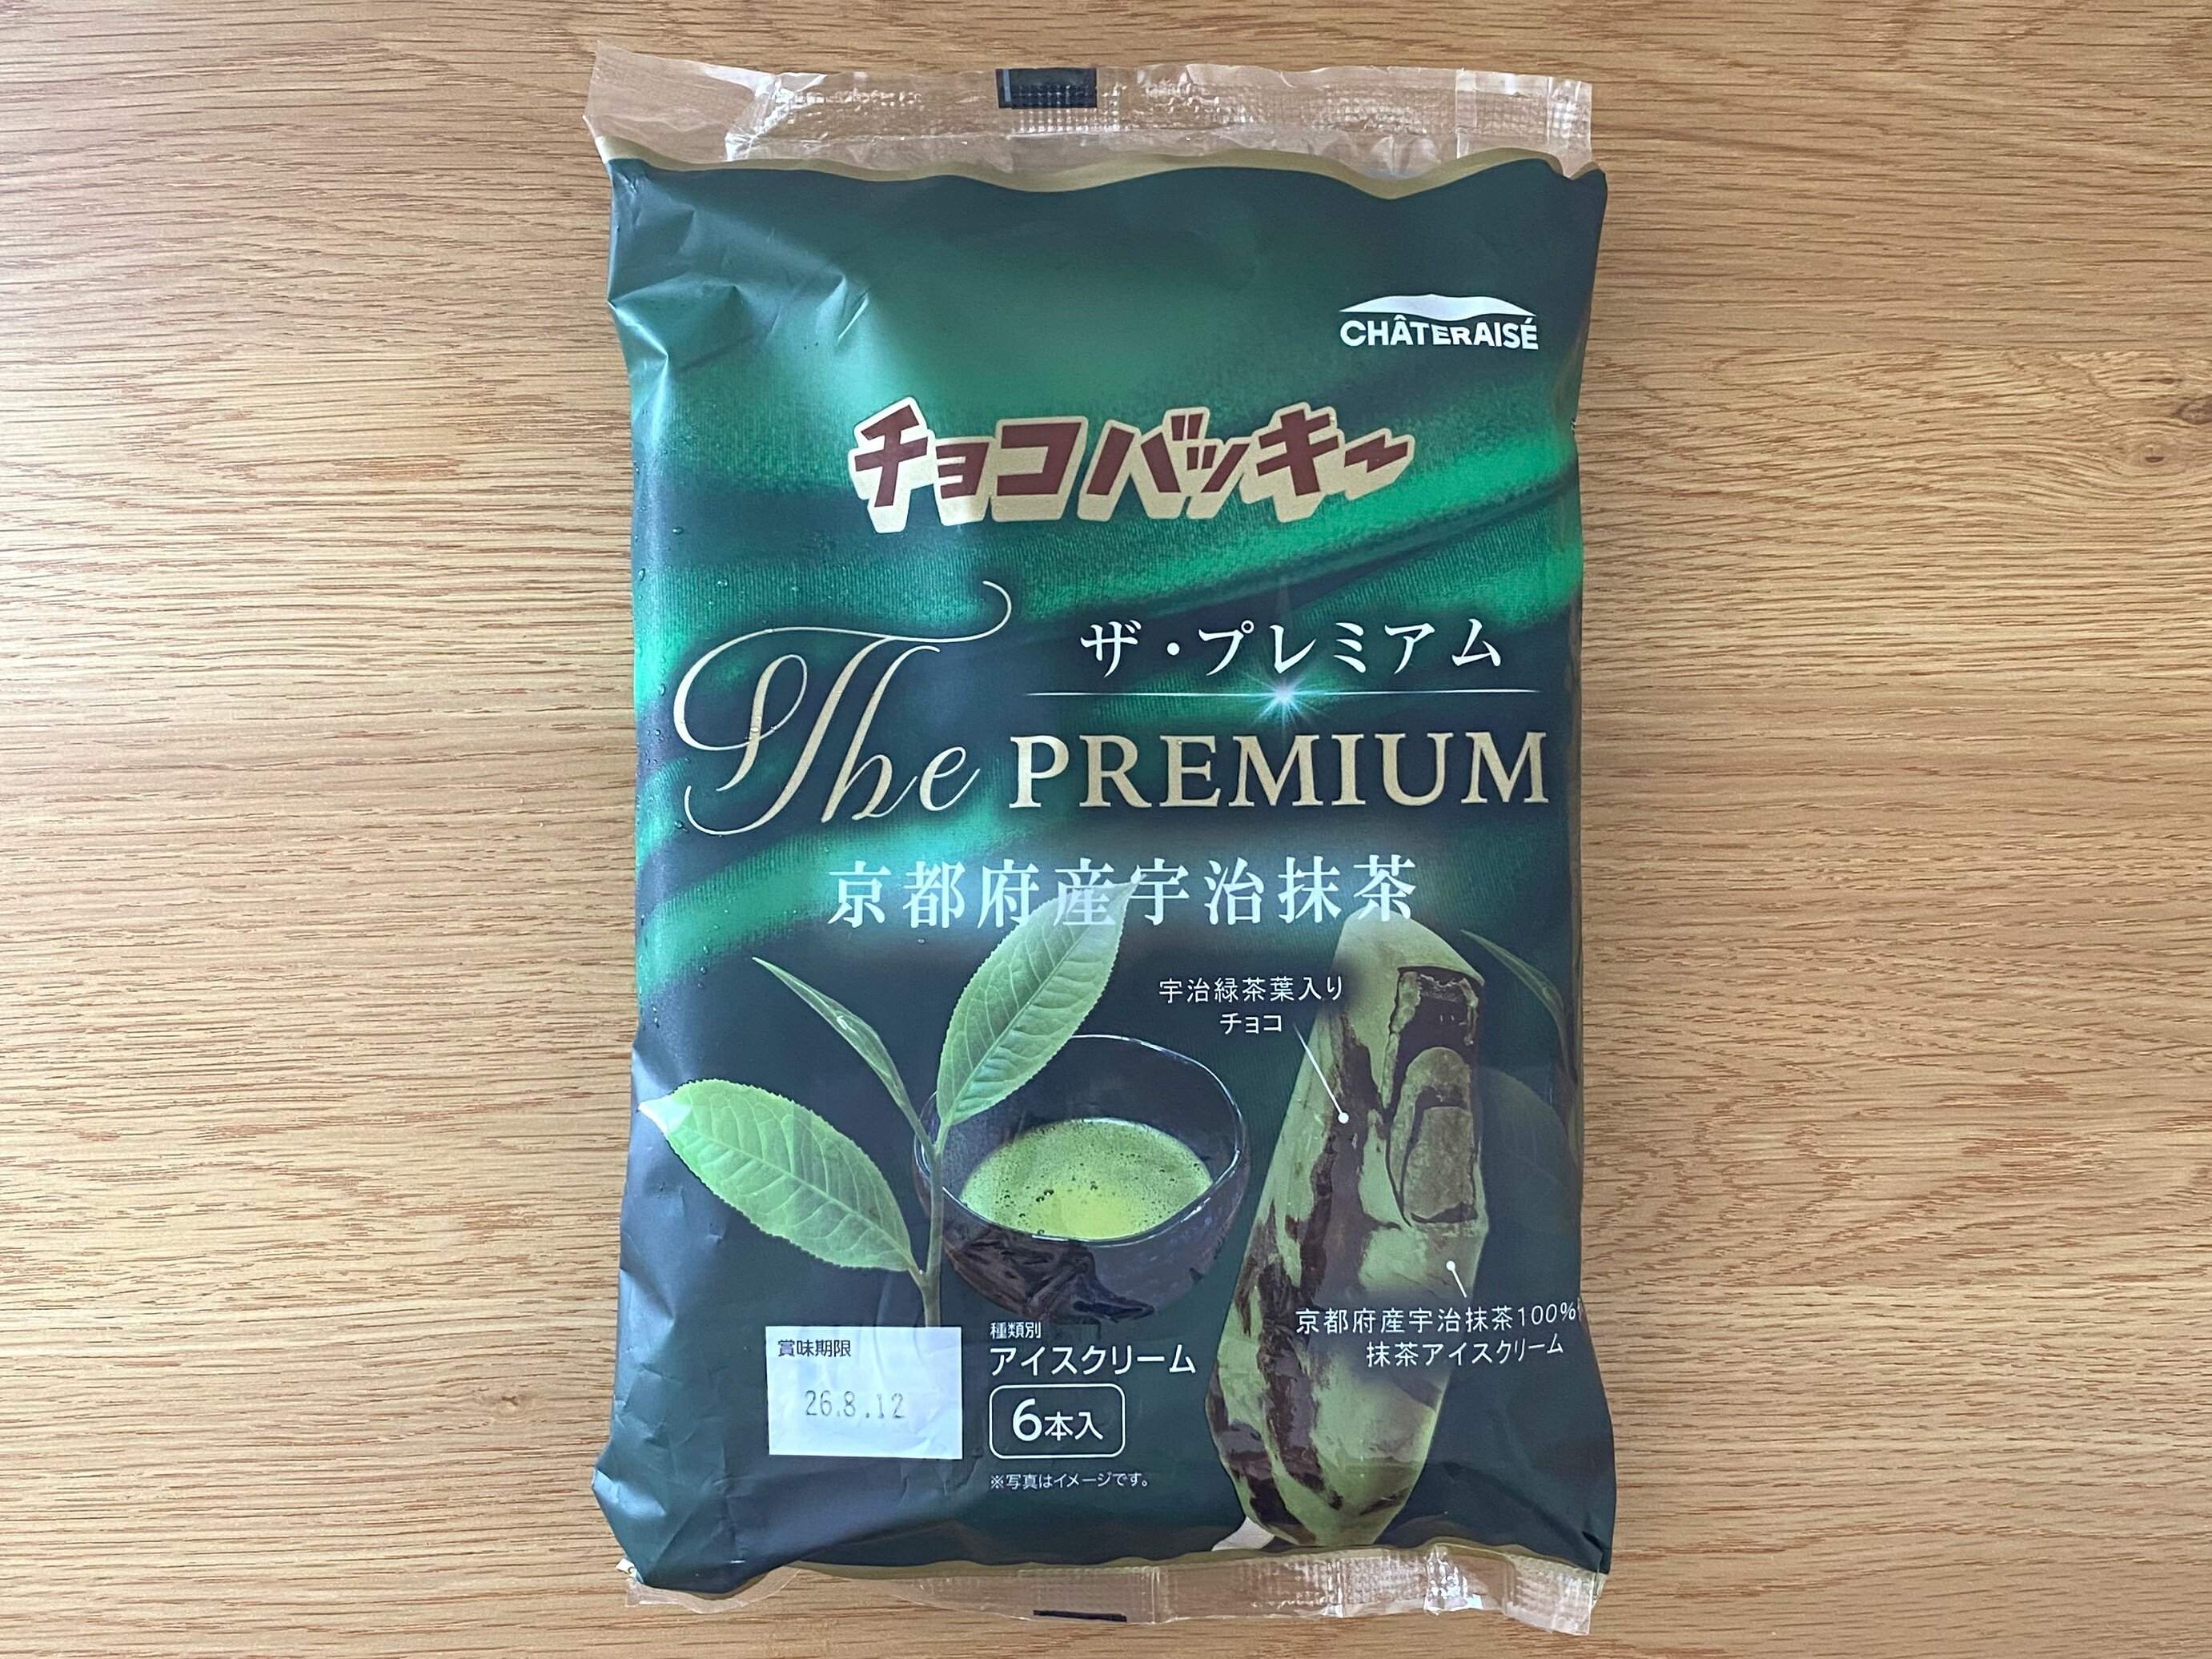 CHÂTERAISÉ
チョコバッキー
ザ・プレミアム
The PREMIUM
京都府産宇治抹茶
宇治緑茶葉入り
チョコ
京都府産宇治抹茶100%
抹茶アイスクリーム
賞味期限
26.8.12
種類別
アイスクリーム
6本入
※写真はイメージです。